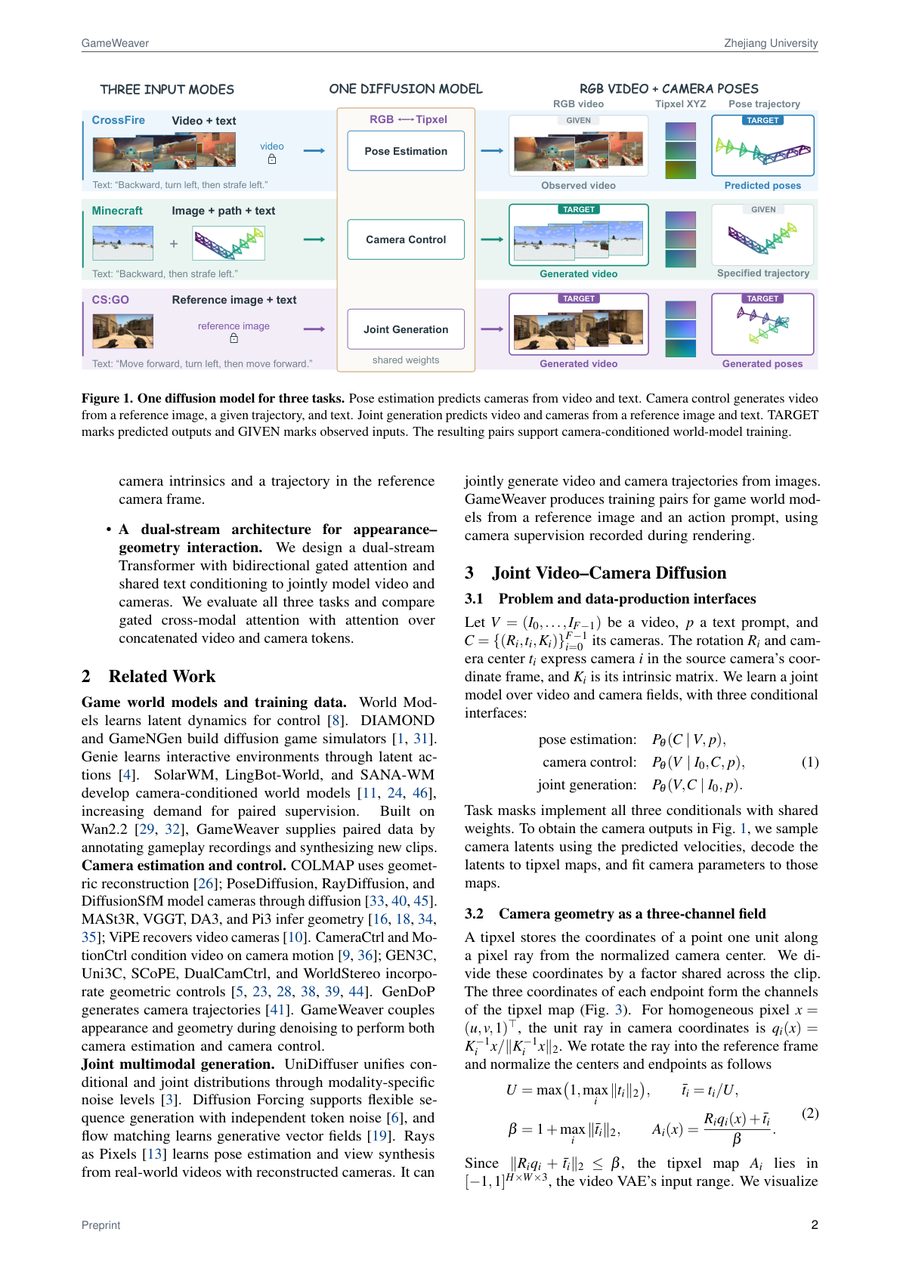 GameWeaver
Zhejiang University
THREE INPUT MODES
ONE DIFFUSION MODEL
RGB VIDEO + CAMERA POSES
RGB video
Tipxel XYZ
Pose trajectory
CrossFire
Video + text
video
Text: “Backward, turn left, then strafe left.”
RGB ⟷ Tipxel
Pose Estimation
GIVEN
Observed video
TARGET
Predicted poses
Minecraft
Image + path + text
+
Text: “Backward, then strafe left.”
Camera Control
TARGET
Generated video
GIVEN
Specified trajectory
CS:GO
Reference image + text
reference image
Text: “Move forward, turn left, then move forward.”
Joint Generation
shared weights
TARGET
Generated video
TARGET
Generated poses
Figure 1. One diffusion model for three tasks. Pose estimation predicts cameras from video and text. Camera control generates video
from a reference image, a given trajectory, and text. Joint generation predicts video and cameras from a reference image and text. TARGET
marks predicted outputs and GIVEN marks observed inputs. The resulting pairs support camera-conditioned world-model training.
camera intrinsics and a trajectory in the reference
camera frame.
• A dual-stream architecture for appearance–
geometry interaction. We design a dual-stream
Transformer with bidirectional gated attention and
shared text conditioning to jointly model video and
cameras. We evaluate all three tasks and compare
gated cross-modal attention with attention over
concatenated video and camera tokens.
2 Related Work
Game world models and training data. World Mod-
els learns latent dynamics for control [8]. DIAMOND
and GameNGen build diffusion game simulators [1, 31].
Genie learns interactive environments through latent ac-
tions [4]. SolarWM, LingBot-World, and SANA-WM
develop camera-conditioned world models [11, 24, 46],
increasing demand for paired supervision. Built on
Wan2.2 [29, 32], GameWeaver supplies paired data by
annotating gameplay recordings and synthesizing new clips.
Camera estimation and control. COLMAP uses geomet-
ric reconstruction [26]; PoseDiffusion, RayDiffusion, and
DiffusionSfM model cameras through diffusion [33, 40, 45].
MASt3R, VGGT, DA3, and Pi3 infer geometry [16, 18, 34,
35]; ViPE recovers video cameras [10]. CameraCtrl and Mo-
tionCtrl condition video on camera motion [9, 36]; GEN3C,
Uni3C, SCoPE, DualCamCtrl, and WorldStereo incorpo-
rate geometric controls [5, 23, 28, 38, 39, 44]. GenDoP
generates camera trajectories [41]. GameWeaver couples
appearance and geometry during denoising to perform both
camera estimation and camera control.
Joint multimodal generation. UniDiffuser unifies con-
ditional and joint distributions through modality-specific
noise levels [3]. Diffusion Forcing supports flexible se-
quence generation with independent token noise [6], and
flow matching learns generative vector fields [19]. Rays
as Pixels [13] learns pose estimation and view synthesis
from real-world videos with reconstructed cameras. It can
jointly generate video and camera trajectories from images.
GameWeaver produces training pairs for game world mod-
els from a reference image and an action prompt, using
camera supervision recorded during rendering.
3 Joint Video–Camera Diffusion
3.1 Problem and data-production interfaces
Let V = (I₀, . . . , I_{F−1}) be a video, p a text prompt, and
C = {(R_i, t_i, K_i)}_{i=0}^{F−1} its cameras. The rotation R_i and cam-
era center t_i express camera i in the source camera’s coor-
dinate frame, and K_i is its intrinsic matrix. We learn a joint
model over video and camera fields, with three conditional
interfaces:
pose estimation: P_θ(C | V, p),
camera control: P_θ(V | I₀, C, p), (1)
joint generation: P_θ(V, C | I₀, p).
Task masks implement all three conditionals with shared
weights. To obtain the camera outputs in Fig. 1, we sample
camera latents using the predicted velocities, decode the
latents to tipxel maps, and fit camera parameters to those
maps.
3.2 Camera geometry as a three-channel field
A tipxel stores the coordinates of a point one unit along
a pixel ray from the normalized camera center. We di-
vide these coordinates by a factor shared across the clip.
The three coordinates of each endpoint form the channels
of the tipxel map (Fig. 3). For homogeneous pixel x =
(u, v, 1)^⊤, the unit ray in camera coordinates is q_i(x) =
K_i^{−1}x/∥K_i^{−1}x∥₂. We rotate the ray into the reference frame
and normalize the centers and endpoints as follows
U = max(1, max_i ∥t_i∥₂), t̄_i = t_i/U,
β = 1 + max_i ∥t̄_i∥₂, A_i(x) = (R_i q_i(x) + t̄_i)/β. (2)
Since ∥R_i q_i + t̄_i∥₂ ≤ β, the tipxel map A_i lies in
[−1, 1]^{H×W×3}, the video VAE’s input range. We visualize
Preprint
2